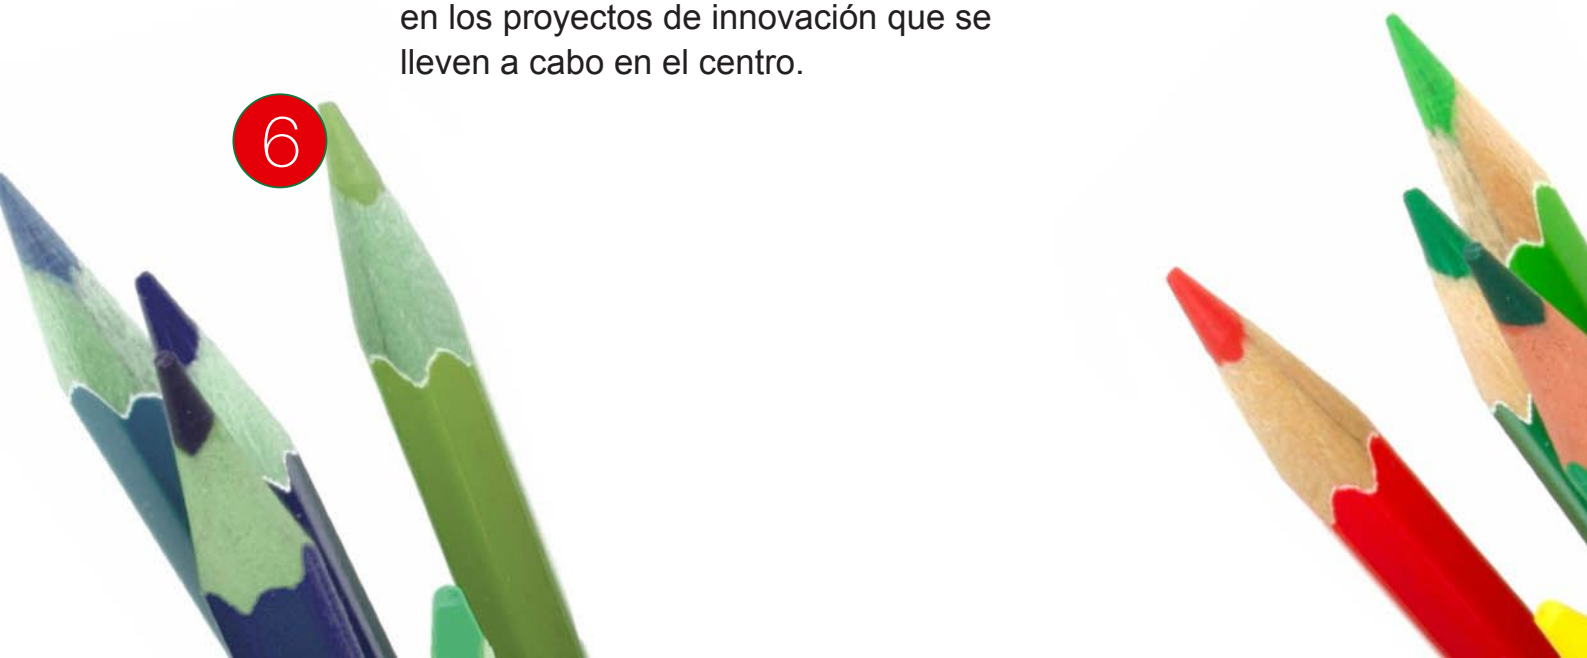 en los proyectos de innovación que se
lleven a cabo en el centro.
6